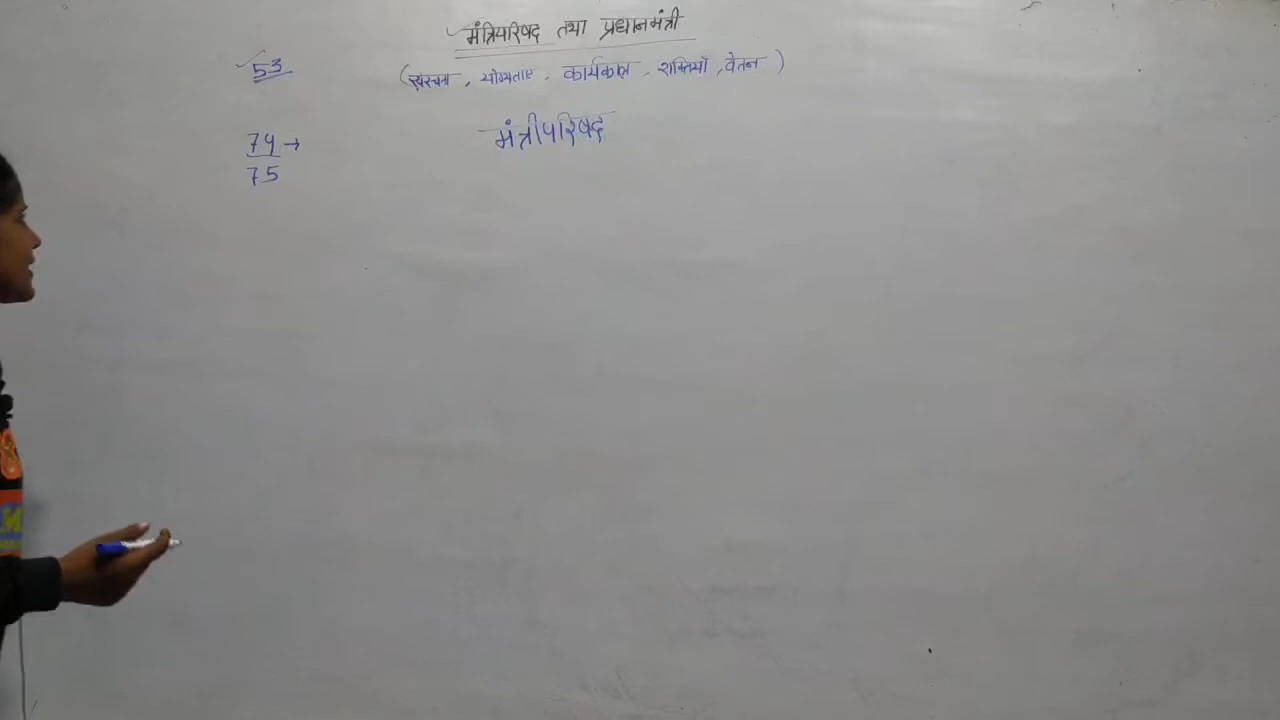 मंत्रिपरिषद तथा प्रधानमंत्री
53
(संरचना, योग्यताएं, कार्यकाल, शक्तियाँ, वेतन)
74 → मंत्रीपरिषद
75